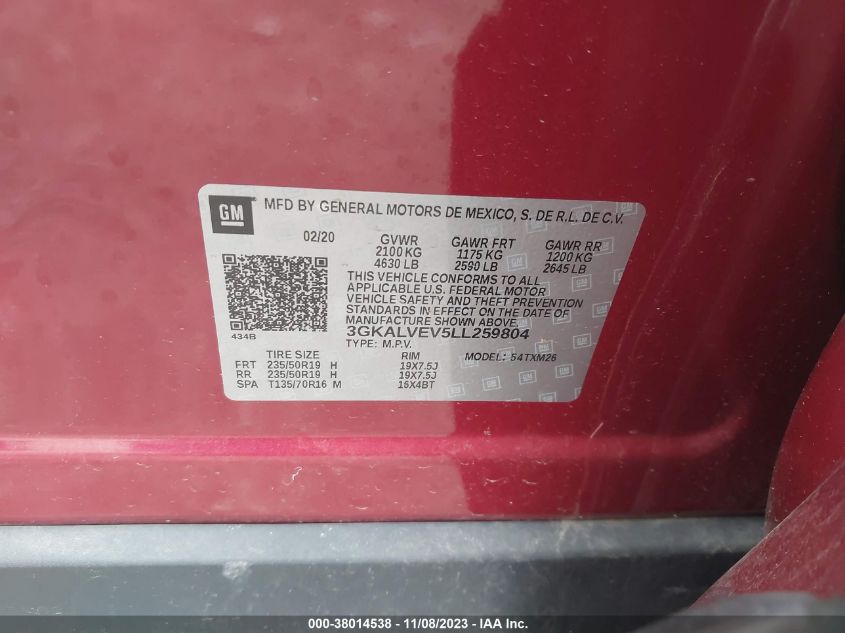 GM MFD BY GENERAL MOTORS DE MEXICO, S. DE R.L. DE C.V.
02/20 GVWR GAWR FRT GAWR RR
2100 KG 1175 KG 1200 KG
4630 LB 2590 LB 2645 LB
THIS VEHICLE CONFORMS TO ALL
APPLICABLE U.S. FEDERAL MOTOR
VEHICLE SAFETY AND THEFT PREVENTION
STANDARDS IN EFFECT ON THE DATE OF
MANUFACTURE SHOWN ABOVE.
434B 3GKALVEV5LL259804
TYPE: M.P.V. MODEL: 54TXM26
TIRE SIZE RIM
FRT 235/50R19 H 19X7.5J
RR 235/50R19 H 19X7.5J
SPA T135/70R16 M 16X4BT
000-38014538 - 11/08/2023 - IAA Inc.